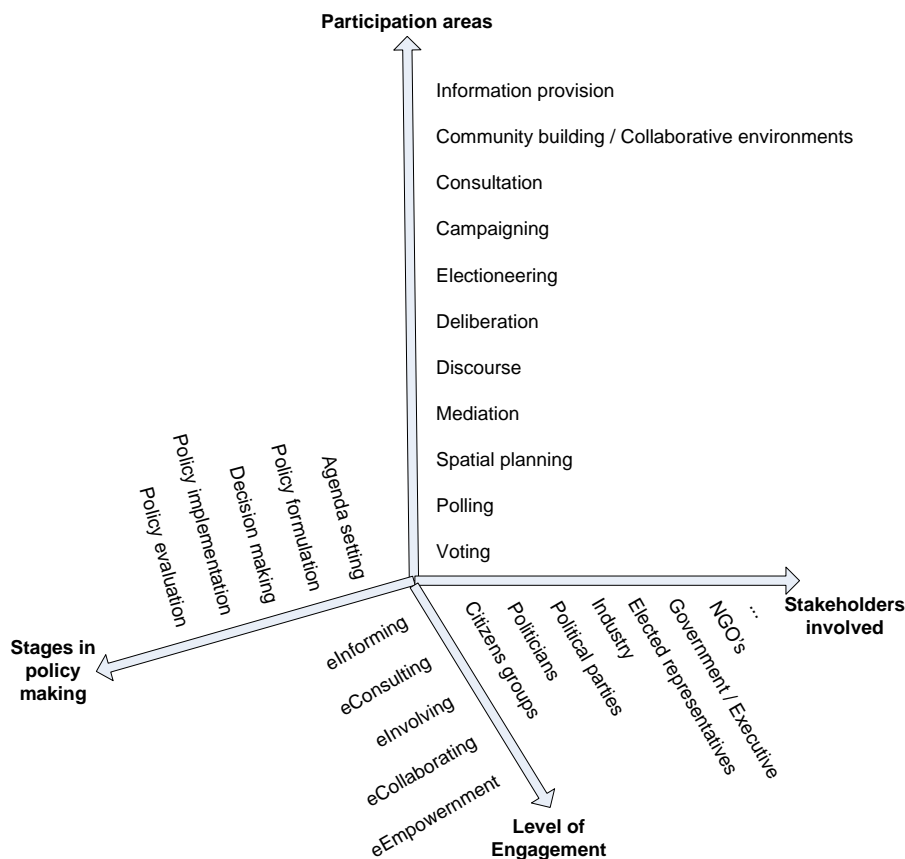 Participation areas
Information provision
Community building / Collaborative environments
Consultation
Campaigning
Electioneering
Deliberation
Discourse
Mediation
Spatial planning
Polling
Voting
Stakeholders
involved
Citizens groups
Politicians
Political parties
Industry
Elected representatives
Government / Executive
NGO's
...
Agenda setting
Policy formulation
Decision making
Policy implementation
Policy evaluation
Stages in
policy
making
eInforming
eConsulting
eInvolving
eCollaborating
eEmpowernment
Level of
Engagement